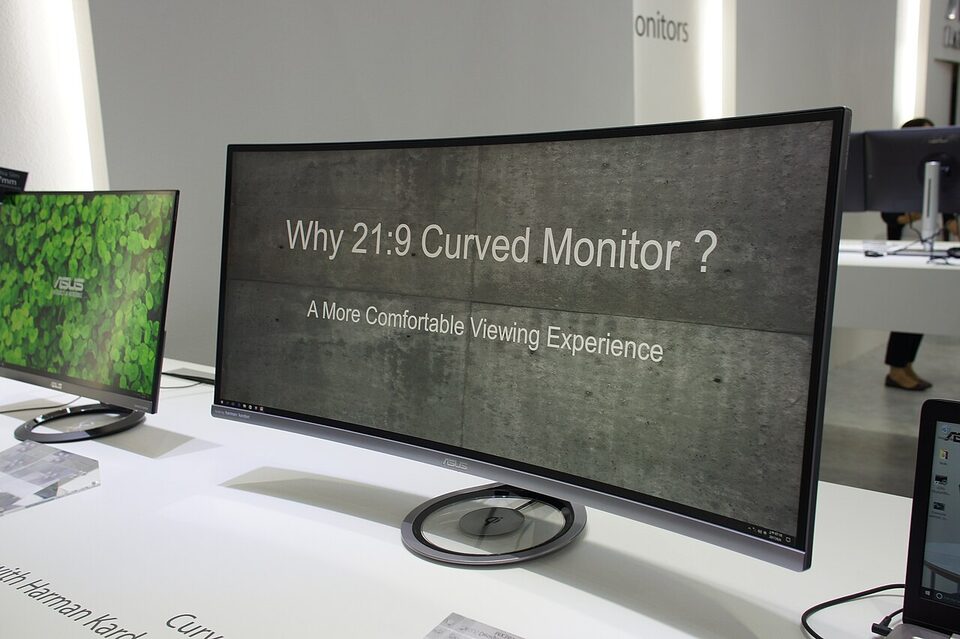 onitors
Why 21:9 Curved Monitor ?
A More Comfortable Viewing Experience
ASUS
ASUS
ASUS
with Harman Kard
Curv